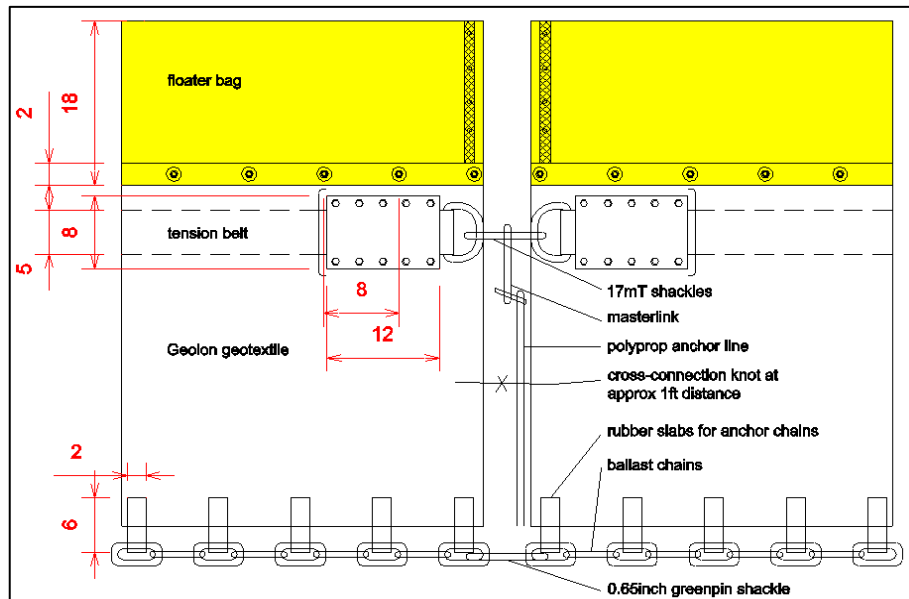 floater bag
2
18
tension belt
8
5
8
12
17mT shackles
masterlink
Geolon geotextile
polyprop anchor line
cross-connection knot at
approx 1ft distance
rubber slabs for anchor chains
ballast chains
2
6
0.65inch greenpin shackle